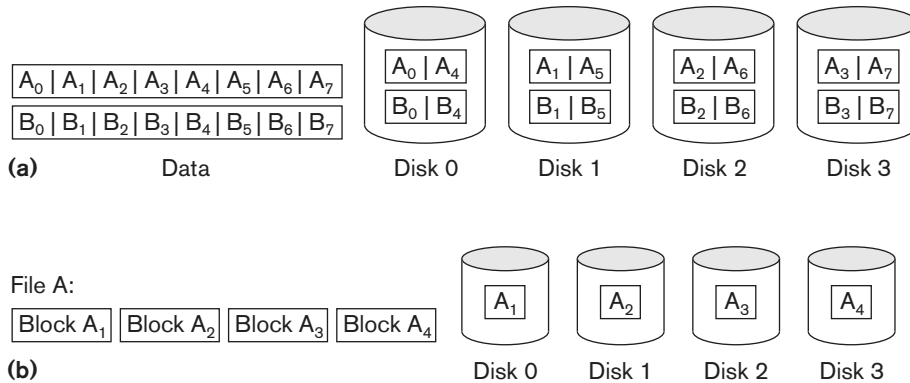 A₀ | A₁ | A₂ | A₃ | A₄ | A₅ | A₆ | A₇
B₀ | B₁ | B₂ | B₃ | B₄ | B₅ | B₆ | B₇
A₀ | A₄
B₀ | B₄
A₁ | A₅
B₁ | B₅
A₂ | A₆
B₂ | B₆
A₃ | A₇
B₃ | B₇
(a)
Data
Disk 0
Disk 1
Disk 2
Disk 3
File A:
Block A₁
Block A₂
Block A₃
Block A₄
A₁
A₂
A₃
A₄
(b)
Disk 0
Disk 1
Disk 2
Disk 3